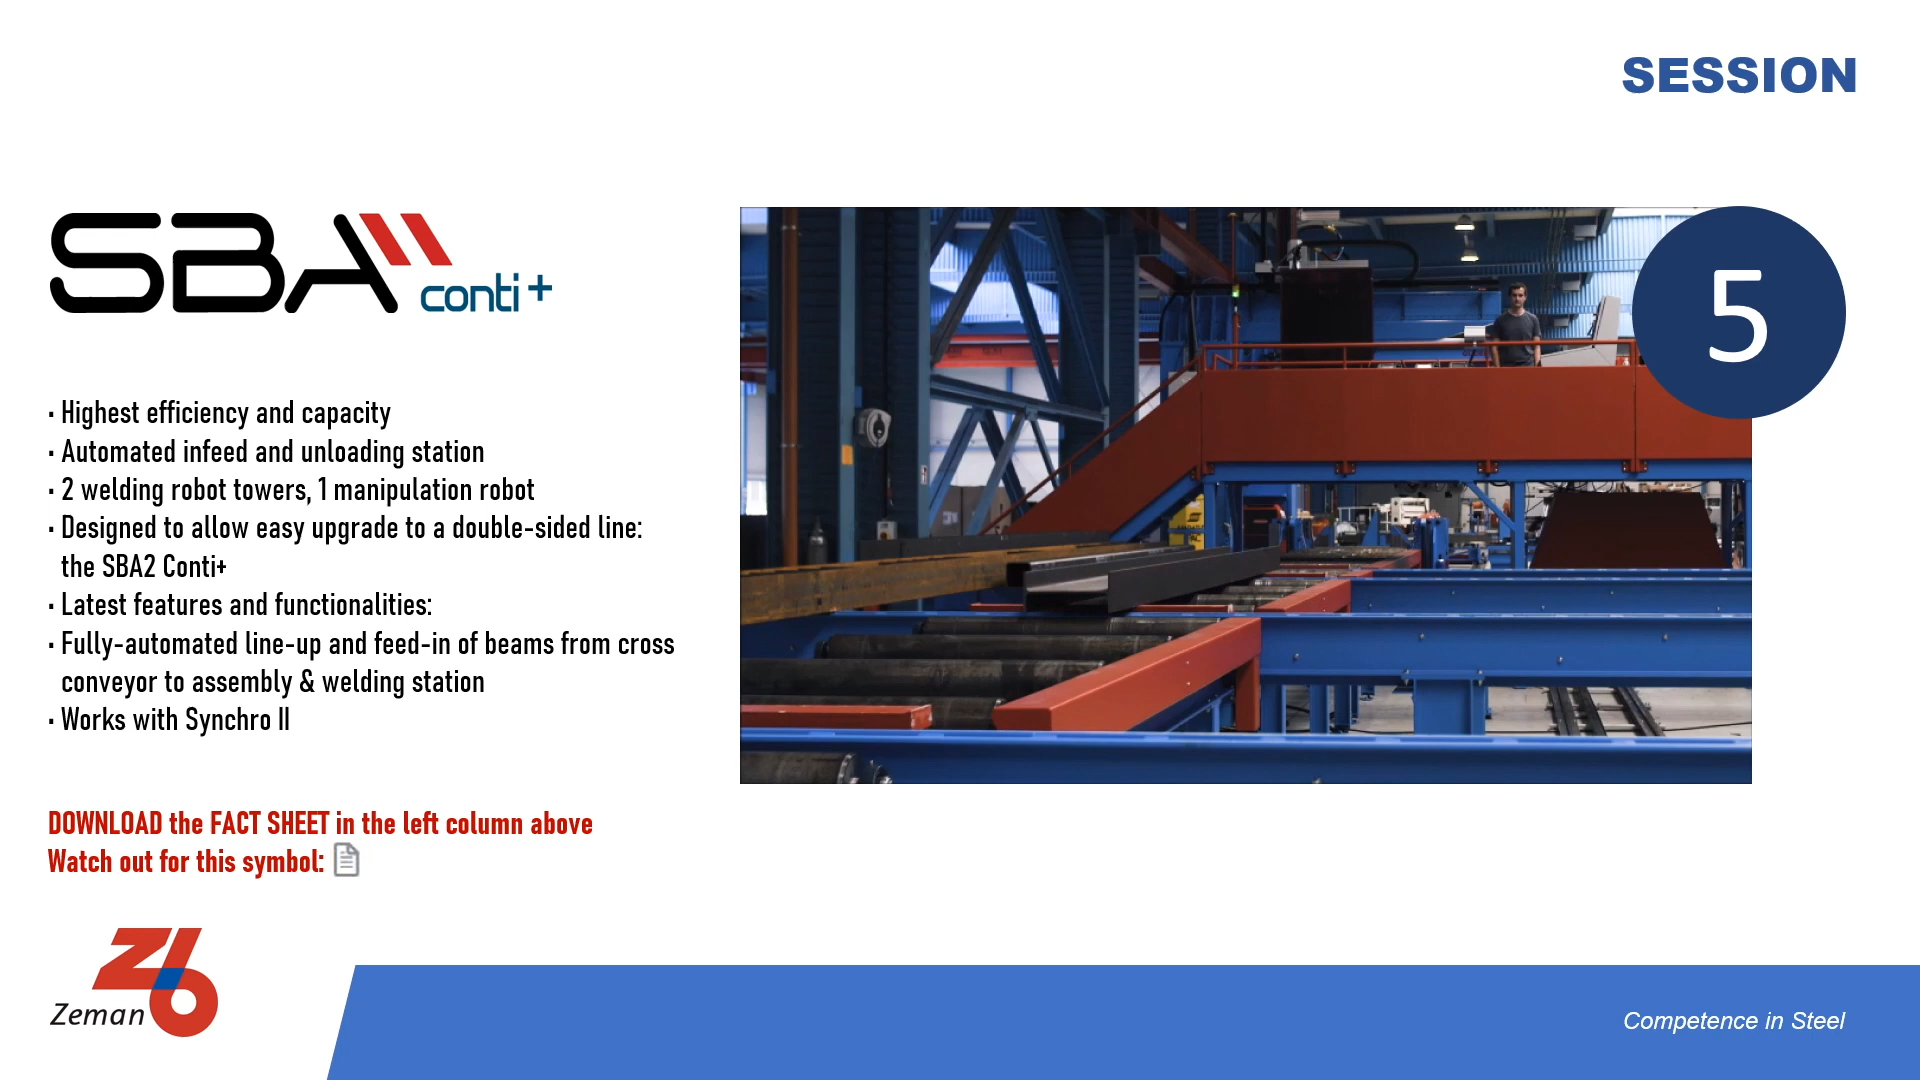 SESSION
SBA
conti+
5
· Highest efficiency and capacity
· Automated infeed and unloading station
· 2 welding robot towers, 1 manipulation robot
· Designed to allow easy upgrade to a double-sided line:
the SBA2 Conti+
· Latest features and functionalities:
· Fully-automated line-up and feed-in of beams from cross
conveyor to assembly & welding station
· Works with Synchro II
DOWNLOAD the FACT SHEET in the left column above
Watch out for this symbol:
Zeman
Competence in Steel